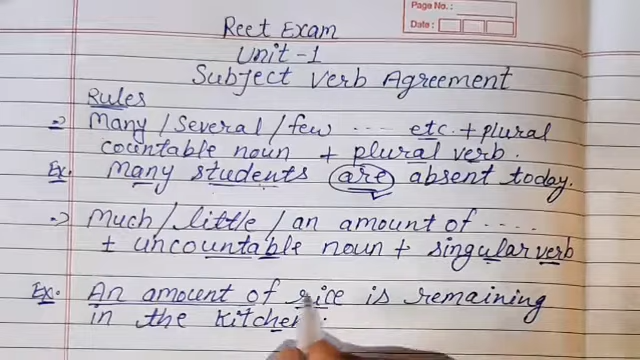 Page No.:
Date:
Reet Exam
Unit-1
Subject Verb Agreement
Rules
=> Many / Several / few ---- etc. + plural
countable noun + plural verb.
Ex. Many students are absent today.
=> Much / little / an amount of ----
+ uncountable noun + singular verb
Ex. An amount of rice is remaining
in the kitchen